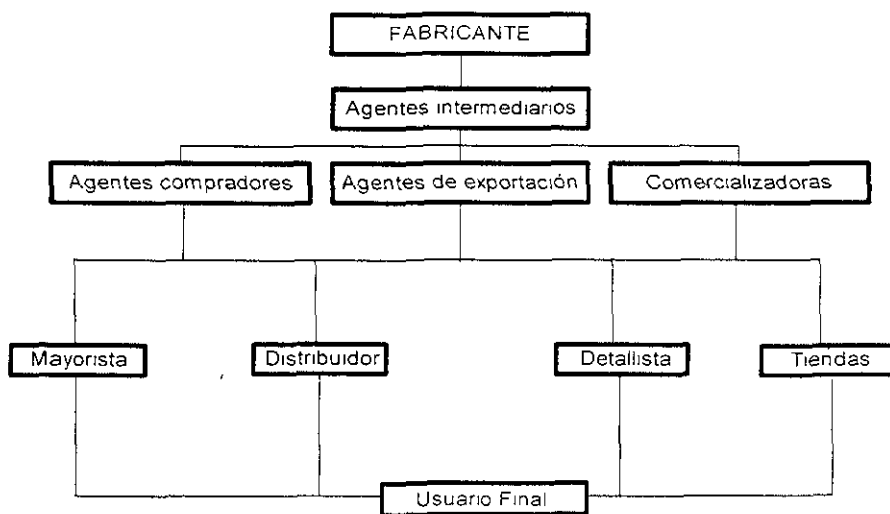 FABRICANTE
Agentes intermediarios
Agentes compradores
Agentes de exportación
Comercializadoras
Mayorista
Distribuidor
Detallista
Tiendas
Usuario Final